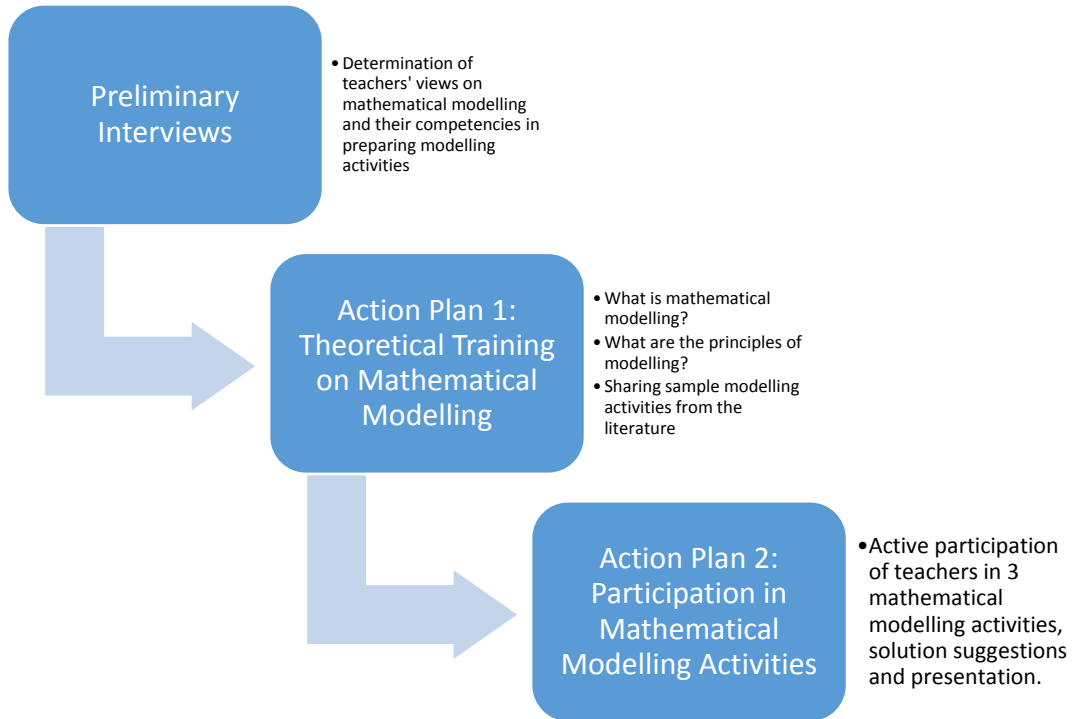 Preliminary
Interviews
• Determination of
teachers' views on
mathematical modelling
and their competencies in
preparing modelling
activities
Action Plan 1:
Theoretical Training
on Mathematical
Modelling
• What is mathematical
modelling?
• What are the principles of
modelling?
• Sharing sample modelling
activities from the
literature
Action Plan 2:
Participation in
Mathematical
Modelling Activities
•Active participation
of teachers in 3
mathematical
modelling activities,
solution suggestions
and presentation.